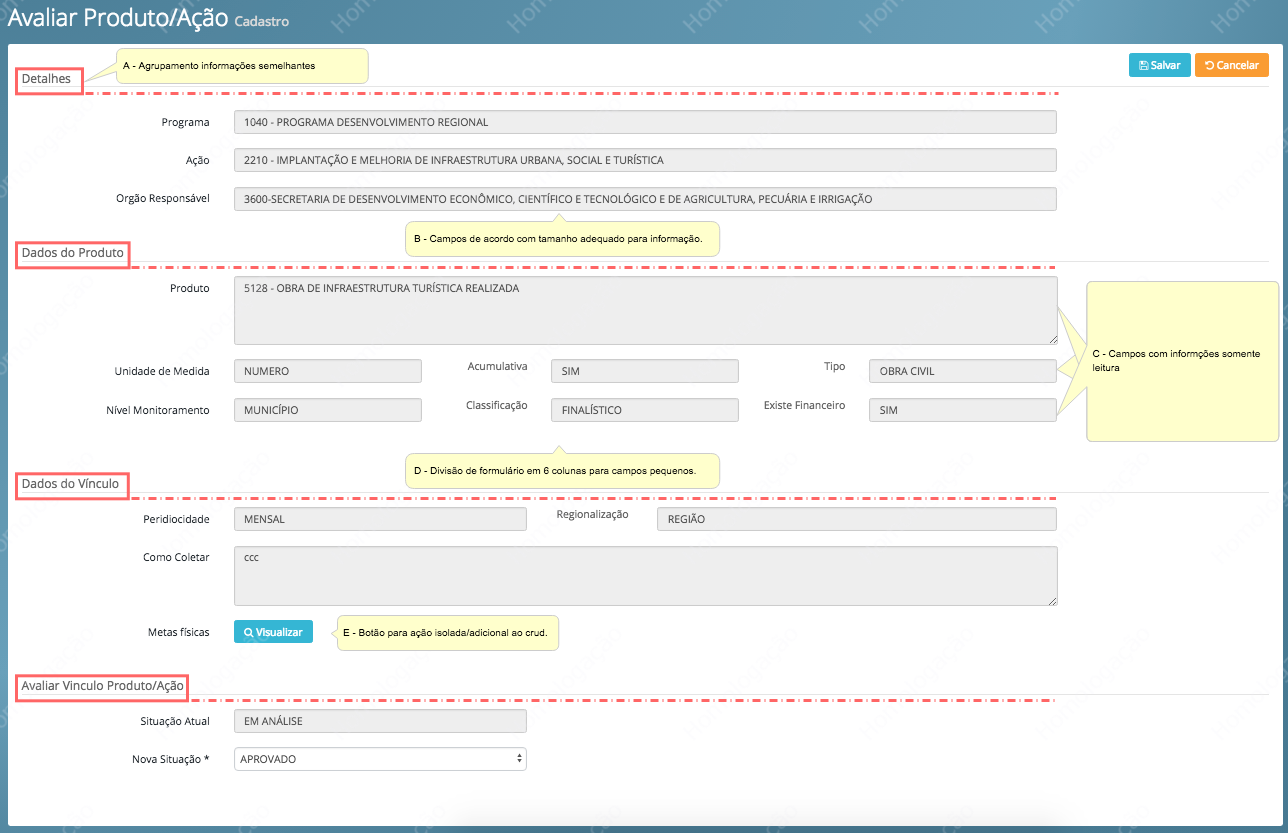 Avaliar Produto/Ação Cadastro
A - Agrupamento informações semelhantes
Salvar Cancelar
Detalhes
Programa 1040 - PROGRAMA DESENVOLVIMENTO REGIONAL
Ação 2210 - IMPLANTAÇÃO E MELHORIA DE INFRAESTRUTURA URBANA, SOCIAL E TURÍSTICA
Orgão Responsável 3600-SECRETARIA DE DESENVOLVIMENTO ECONÔMICO, CIENTÍFICO E TECNOLÓGICO E DE AGRICULTURA, PECUÁRIA E IRRIGAÇÃO
B - Campos de acordo com tamanho adequado para informação.
Dados do Produto
Produto 5128 - OBRA DE INFRAESTRUTURA TURÍSTICA REALIZADA
C - Campos com informções somente
leitura
Unidade de Medida NUMERO Acumulativa SIM Tipo OBRA CIVIL
Nível Monitoramento MUNICÍPIO Classificação FINALÍSTICO Existe Financeiro SIM
D - Divisão de formulário em 6 colunas para campos pequenos.
Dados do Vínculo
Peridiocidade MENSAL Regionalização REGIÃO
Como Coletar ccc
Metas físicas Visualizar E - Botão para ação isolada/adicional ao crud.
Avaliar Vinculo Produto/Ação
Situação Atual EM ANÁLISE
Nova Situação * APROVADO
Homologação